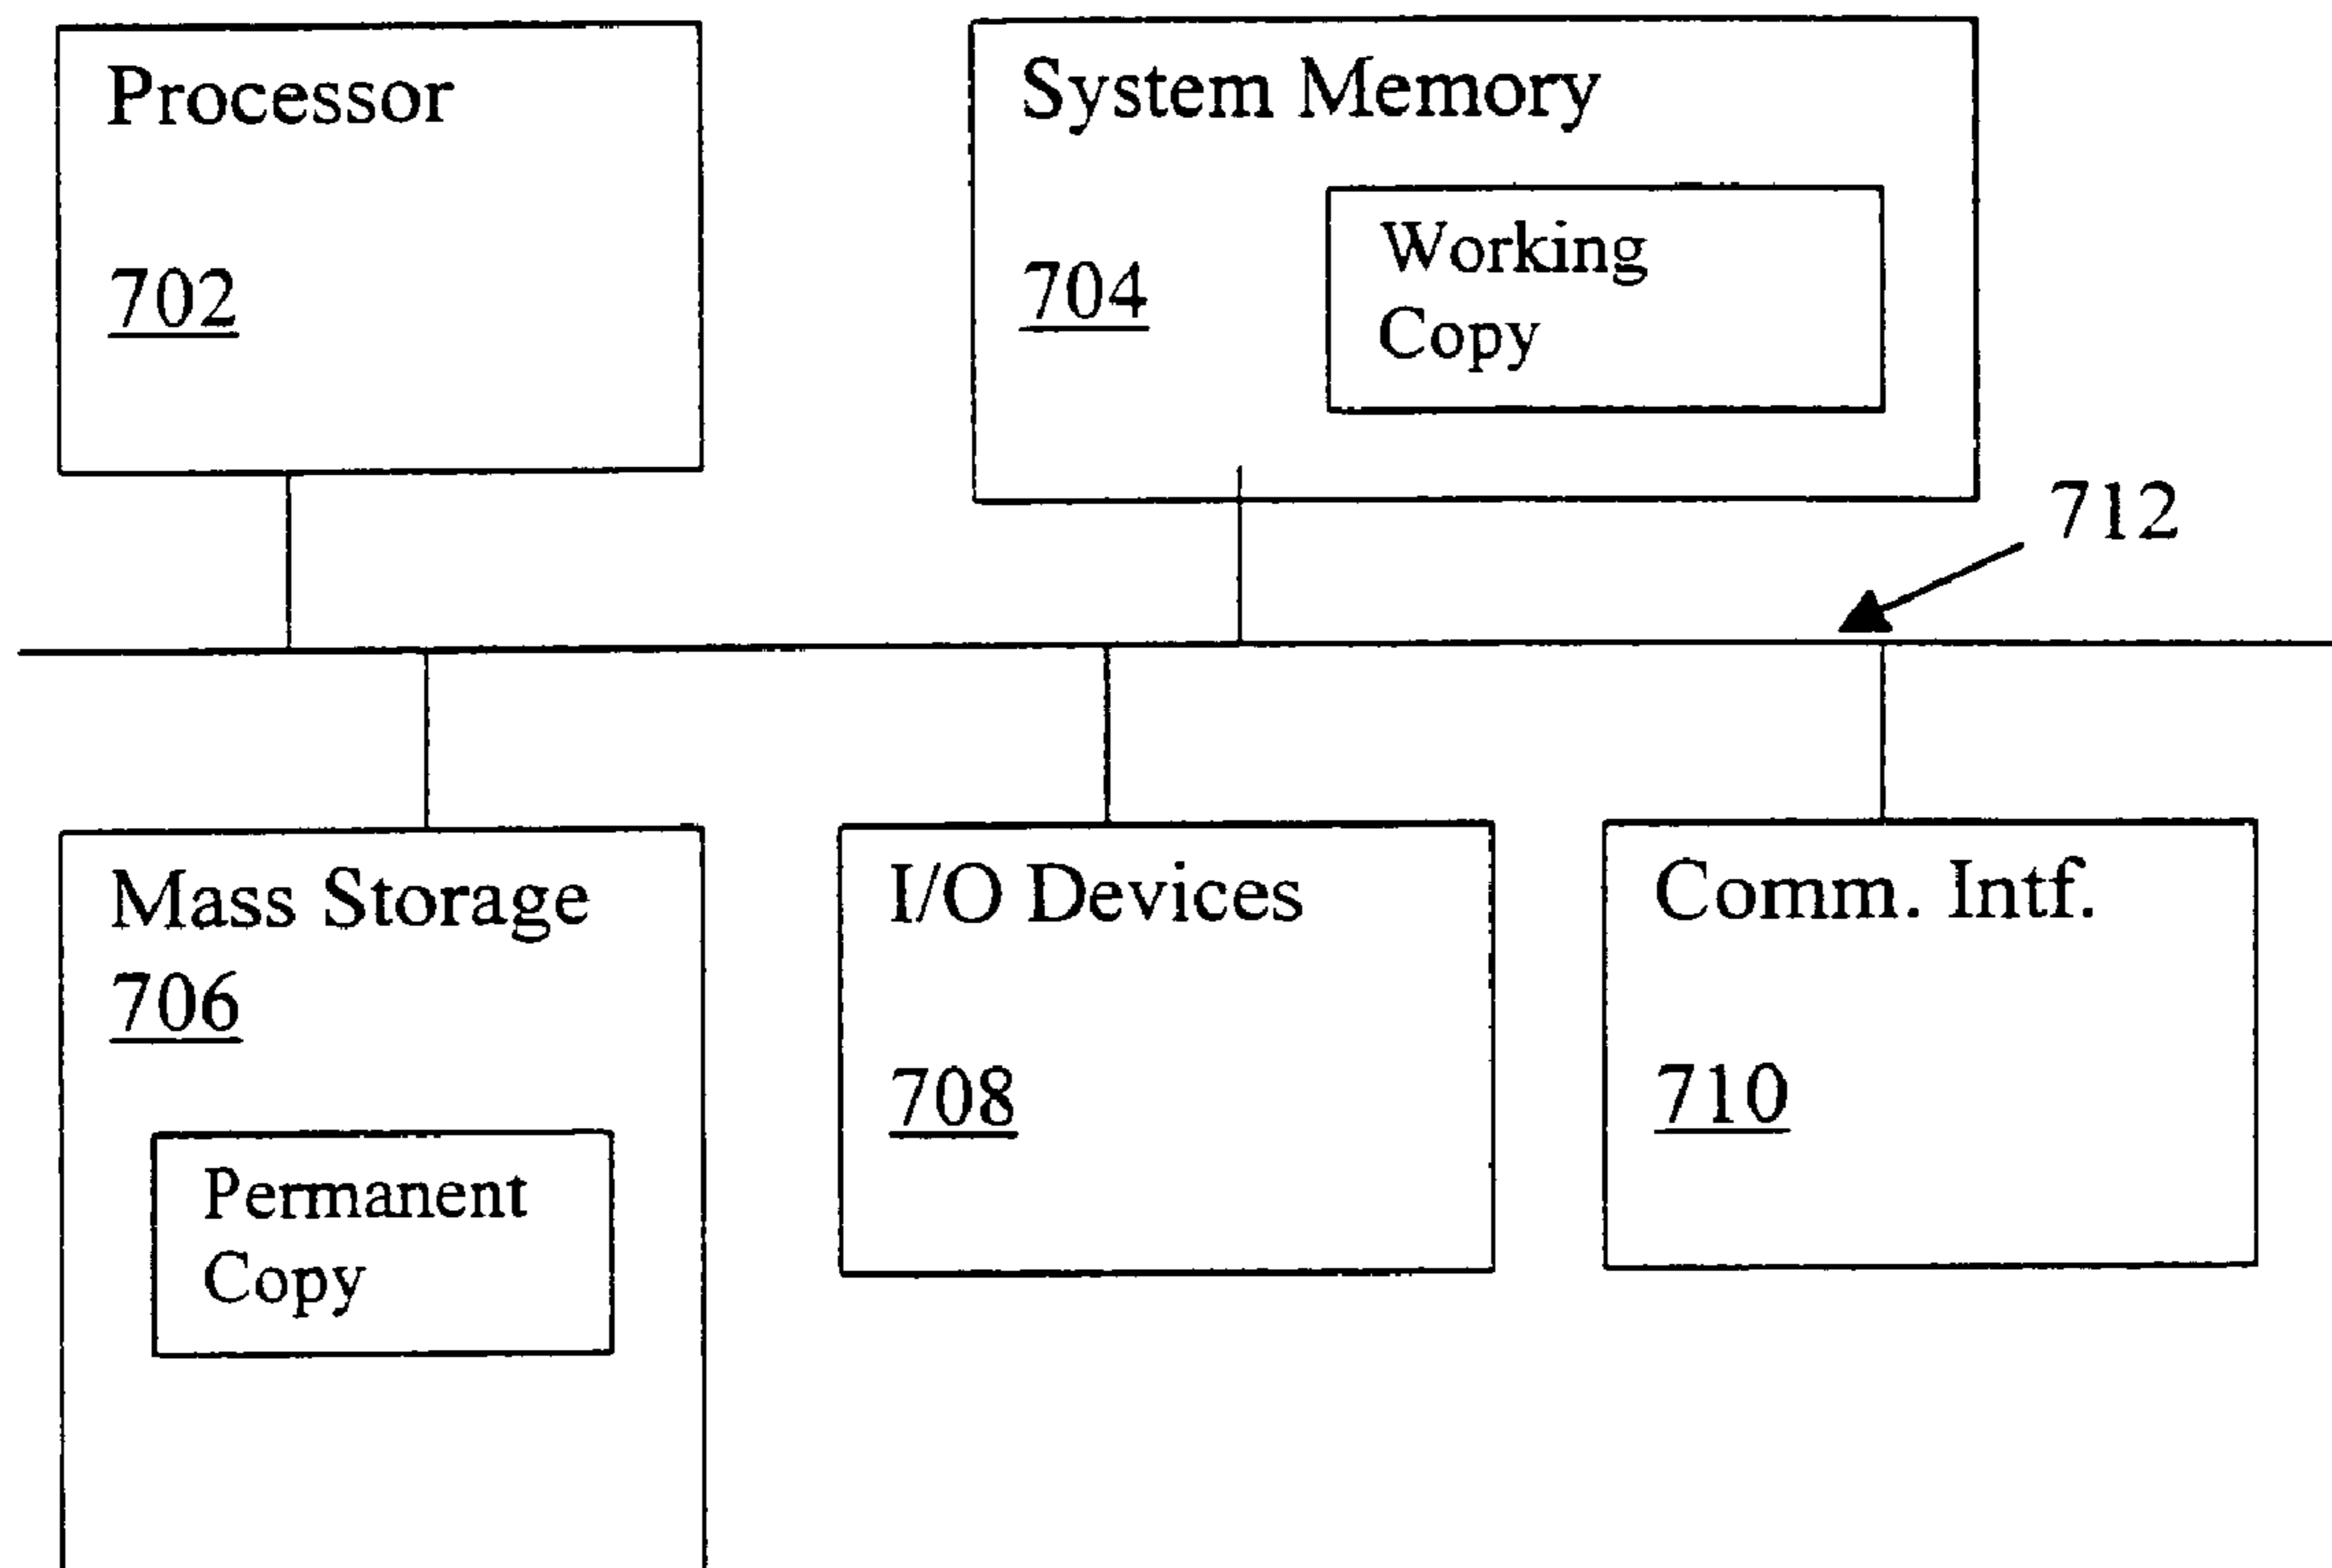 Processor
702
System Memory
704
Working
Copy
712
Mass Storage
706
Permanent
Copy
I/O Devices
708
Comm. Intf.
710